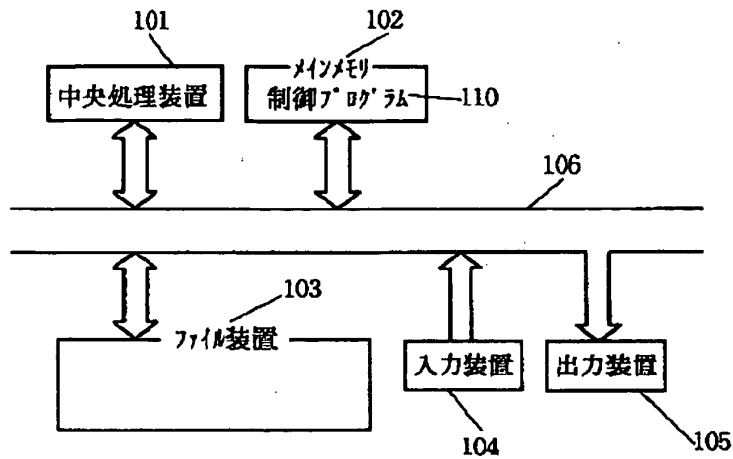 101
102
中央処理装置
メインメモリ
制御プログラム
110
106
103
ファイル装置
入力装置
出力装置
104
105